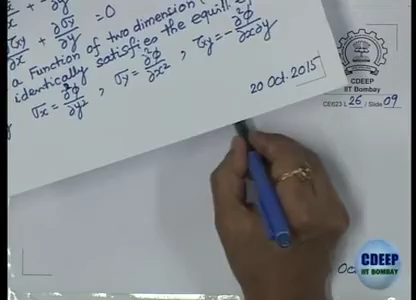 ∂x + ∂y
∂τxy/∂x + ∂σy/∂y = 0
a function of two dimension
identically satisfies the equili
σx = ∂²φ/∂y² , σy = ∂²φ/∂x² , τxy = - ∂²φ/∂x∂y
20 Oct. 2015
CDEEP
IIT Bombay
CE623 L 26 / Slide 09
CDEEP
IIT BOMBAY